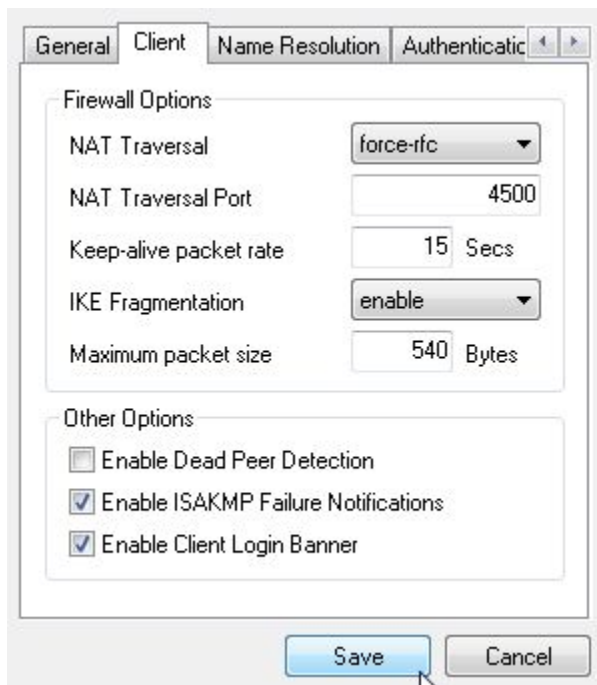 General Client Name Resolution Authenticatic
Firewall Options
NAT Traversal force-rfc
NAT Traversal Port 4500
Keep-alive packet rate 15 Secs
IKE Fragmentation enable
Maximum packet size 540 Bytes
Other Options
Enable Dead Peer Detection
Enable ISAKMP Failure Notifications
Enable Client Login Banner
Save Cancel